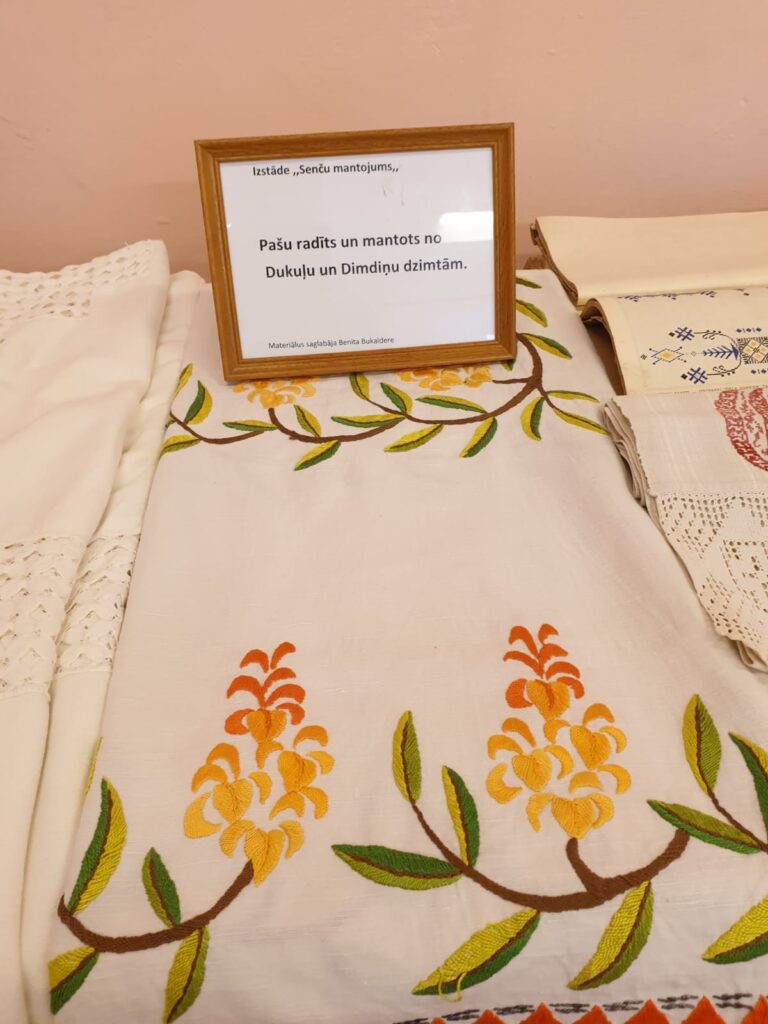 Izstāde ,,Senču mantojums,,
Pašu radīts un mantots no
Dukuļu un Dimdiņu dzimtām.
Materiālus saglabāja Benita Bukaldere